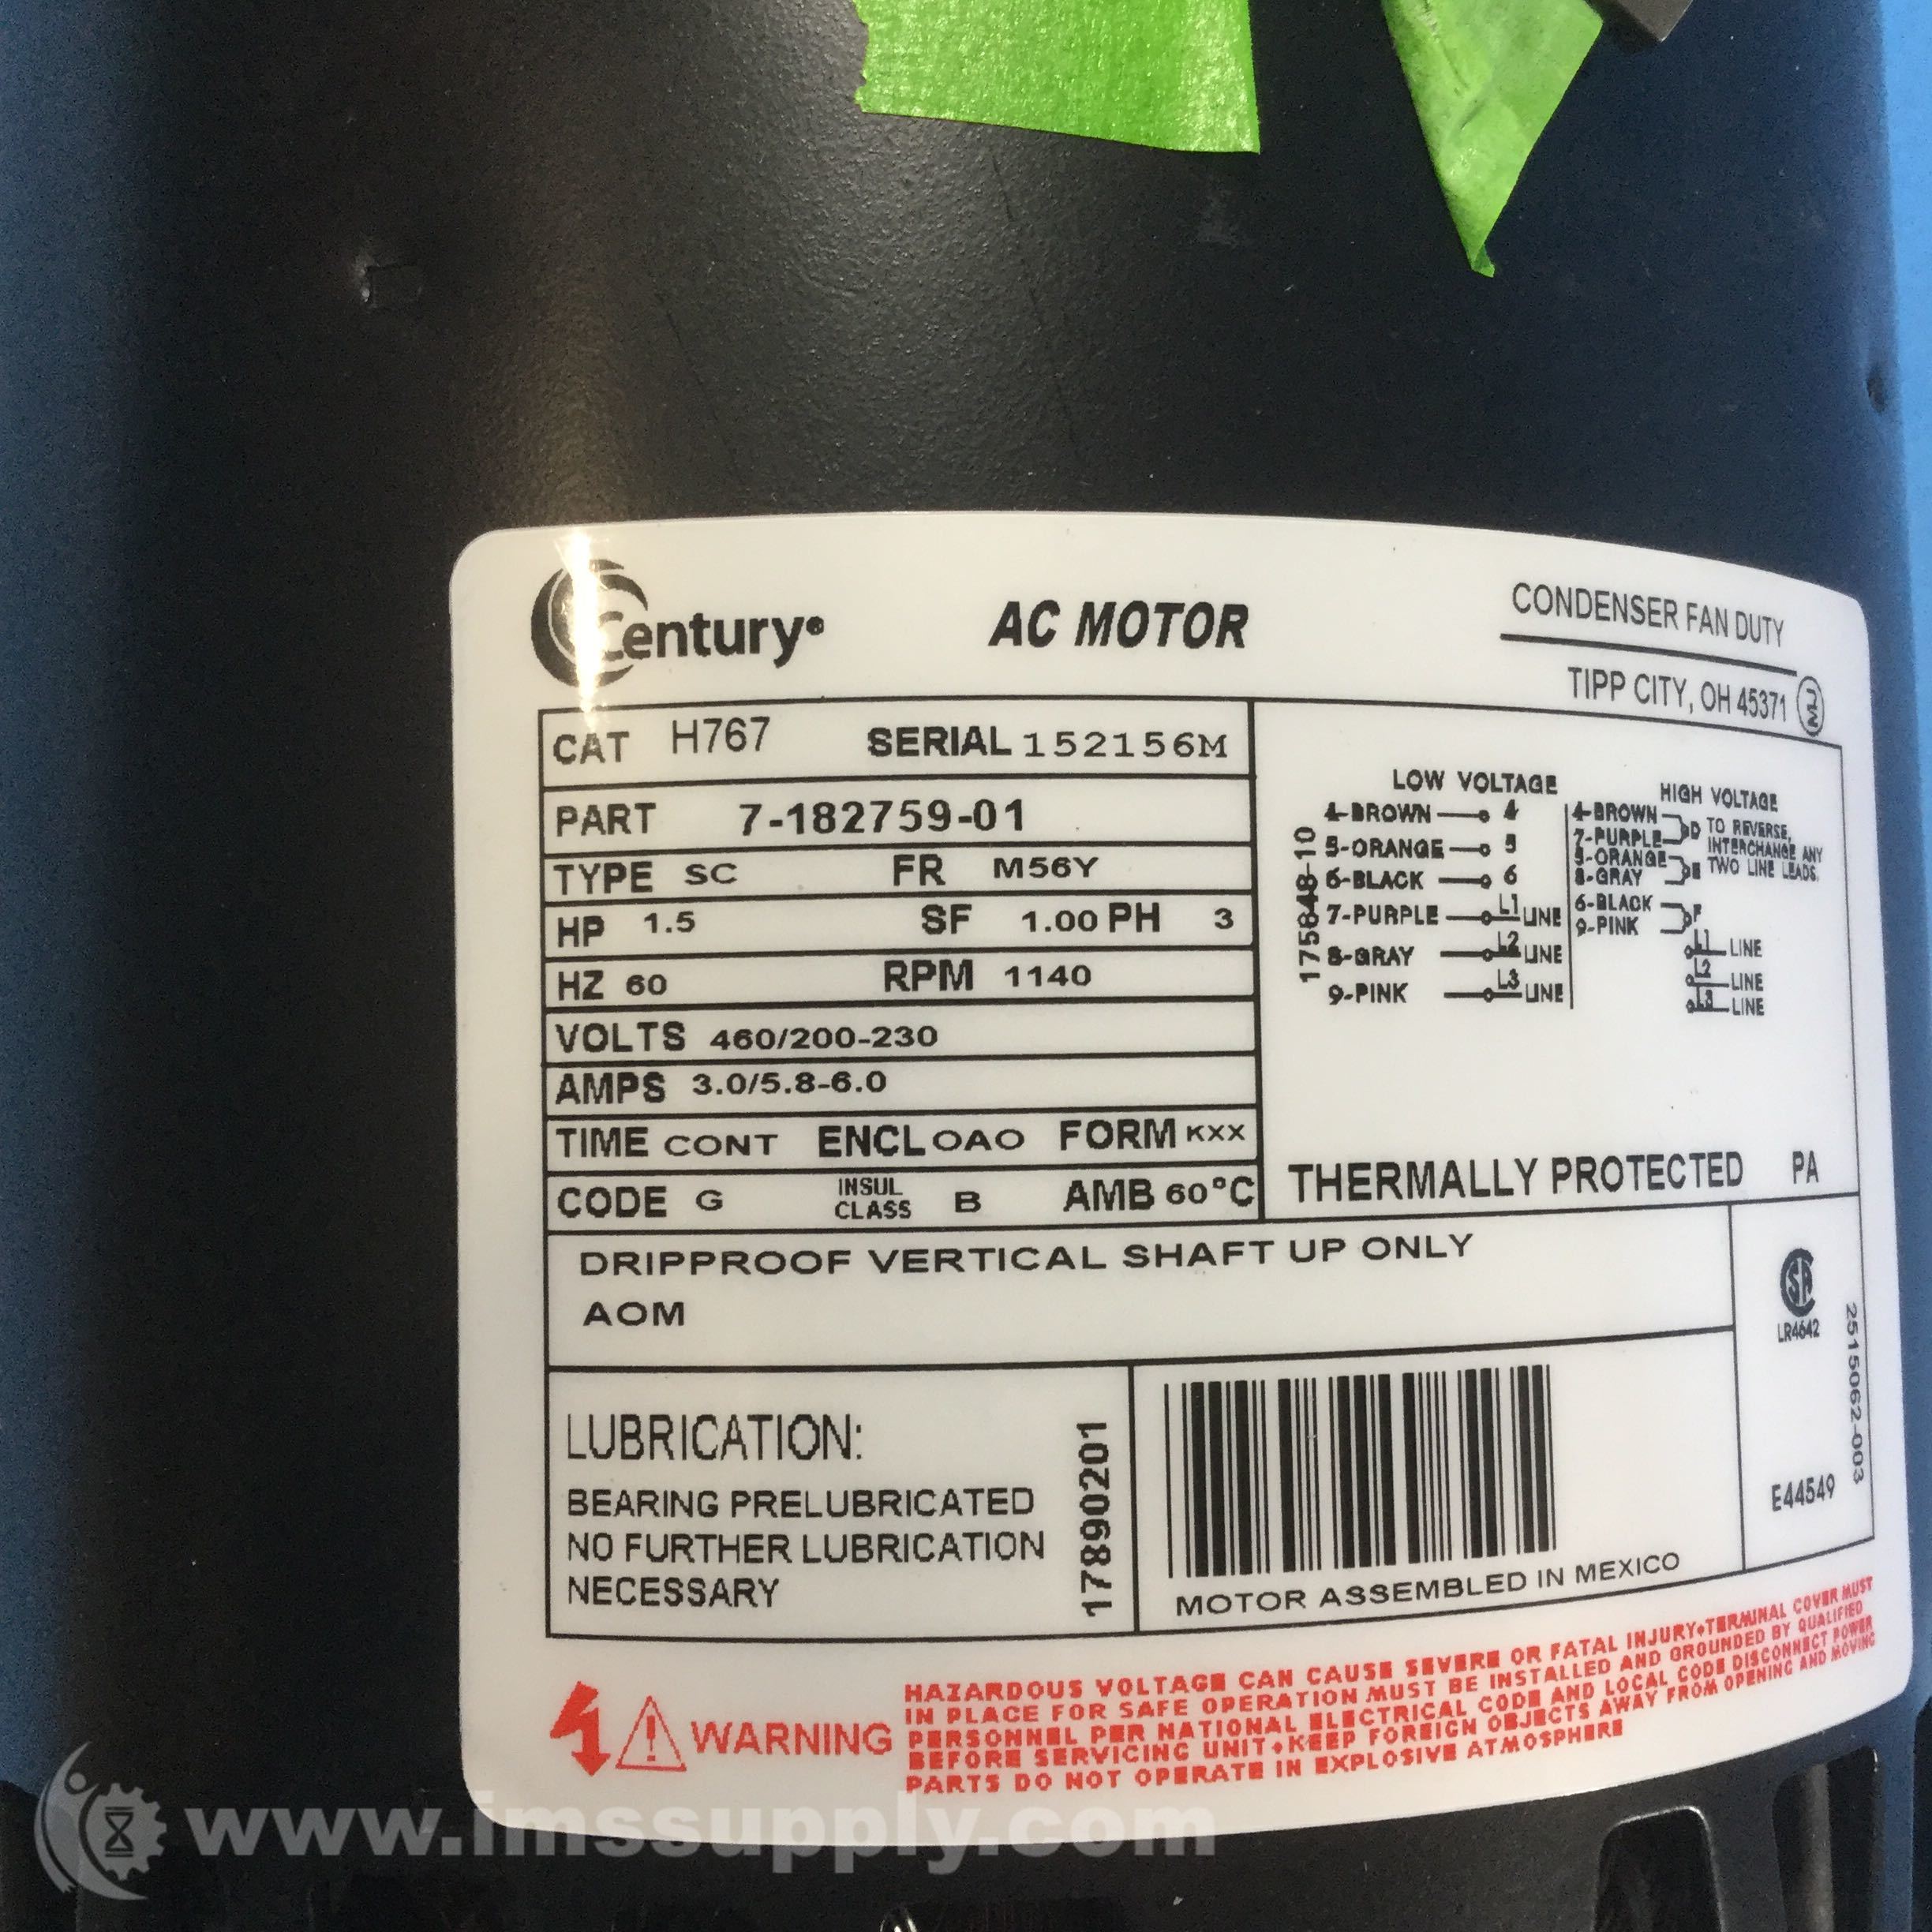 Century®
AC MOTOR
CONDENSER FAN DUTY
TIPP CITY, OH 45371
CAT H767 SERIAL 152156M
PART 7-182759-01
TYPE SC FR M56Y
HP 1.5 SF 1.00 PH 3
HZ 60 RPM 1140
VOLTS 460/200-230
AMPS 3.0/5.8-6.0
TIME CONT ENCL OAO FORM KXX
CODE G INSUL CLASS B AMB 60°C
175848-10
LOW VOLTAGE
4-BROWN 4
5-ORANGE 5
6-BLACK 6
7-PURPLE L1 LINE
8-GRAY L2 LINE
9-PINK L3 LINE
HIGH VOLTAGE
4-BROWN
7-PURPLE D
5-ORANGE
8-GRAY E
6-BLACK
9-PINK F
L1 LINE
L2 LINE
L3 LINE
TO REVERSE,
INTERCHANGE ANY
TWO LINE LEADS.
THERMALLY PROTECTED PA
DRIPPROOF VERTICAL SHAFT UP ONLY
AOM
SA
LR4642
2515062-003
E44549
LUBRICATION:
BEARING PRELUBRICATED
NO FURTHER LUBRICATION
NECESSARY
17890201
MOTOR ASSEMBLED IN MEXICO
WARNING
HAZARDOUS VOLTAGE CAN CAUSE SEVERE OR FATAL INJURY•TERMINAL COVER MUST
IN PLACE FOR SAFE OPERATION MUST BE INSTALLED AND GROUNDED BY QUALIFIED
PERSONNEL PER NATIONAL ELECTRICAL CODE AND LOCAL CODE DISCONNECT POWER
BEFORE SERVICING UNIT•KEEP FOREIGN OBJECTS AWAY FROM OPENING AND MOVING
PARTS DO NOT OPERATE IN EXPLOSIVE ATMOSPHERE
www.imssupply.com